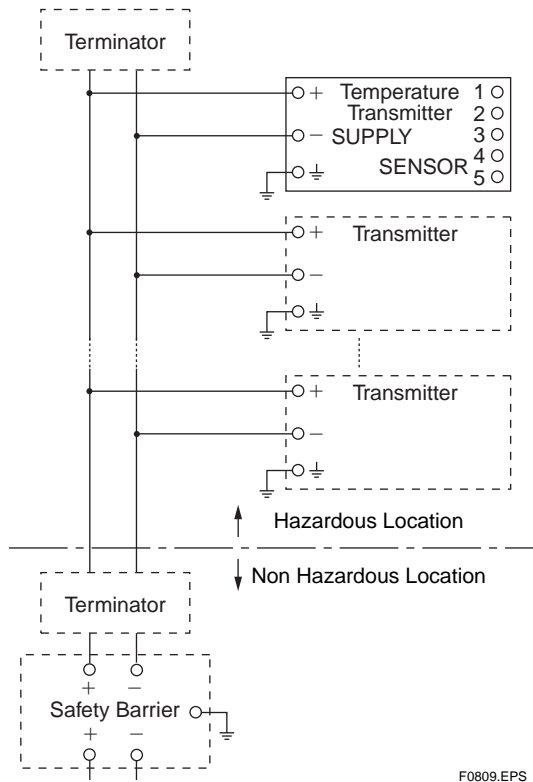 Terminator
+ Temperature 1
Transmitter 2
− SUPPLY 3
SENSOR 4
5
+ Transmitter
−
+ Transmitter
−
Hazardous Location
Non Hazardous Location
Terminator
+ −
Safety Barrier
+ −
F0809.EPS